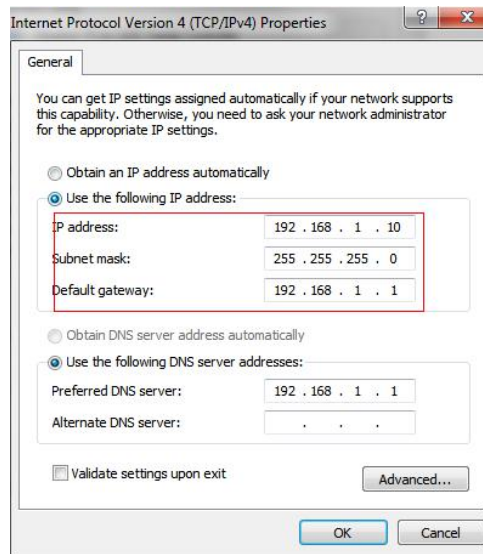 Internet Protocol Version 4 (TCP/IPv4) Properties
General
You can get IP settings assigned automatically if your network supports
this capability. Otherwise, you need to ask your network administrator
for the appropriate IP settings.
Obtain an IP address automatically
Use the following IP address:
IP address: 192 . 168 . 1 . 10
Subnet mask: 255 . 255 . 255 . 0
Default gateway: 192 . 168 . 1 . 1
Obtain DNS server address automatically
Use the following DNS server addresses:
Preferred DNS server: 192 . 168 . 1 . 1
Alternate DNS server: . . .
Validate settings upon exit
Advanced...
OK Cancel